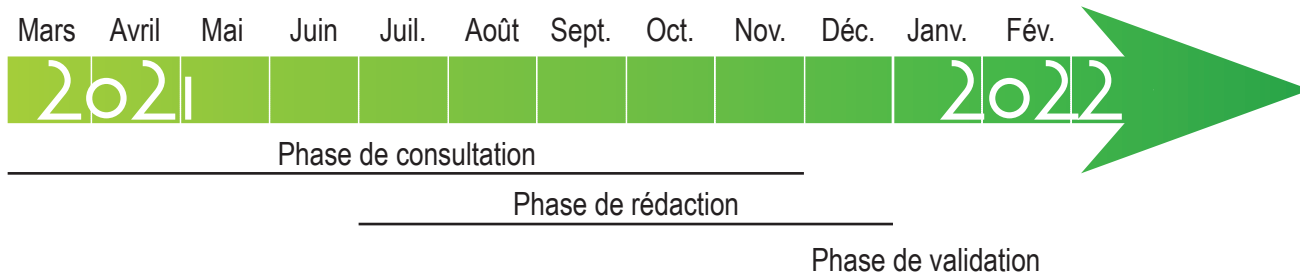 Mars Avril Mai Juin Juil. Août Sept. Oct. Nov. Déc. Janv. Fév.
2021 2022
Phase de consultation
Phase de rédaction
Phase de validation